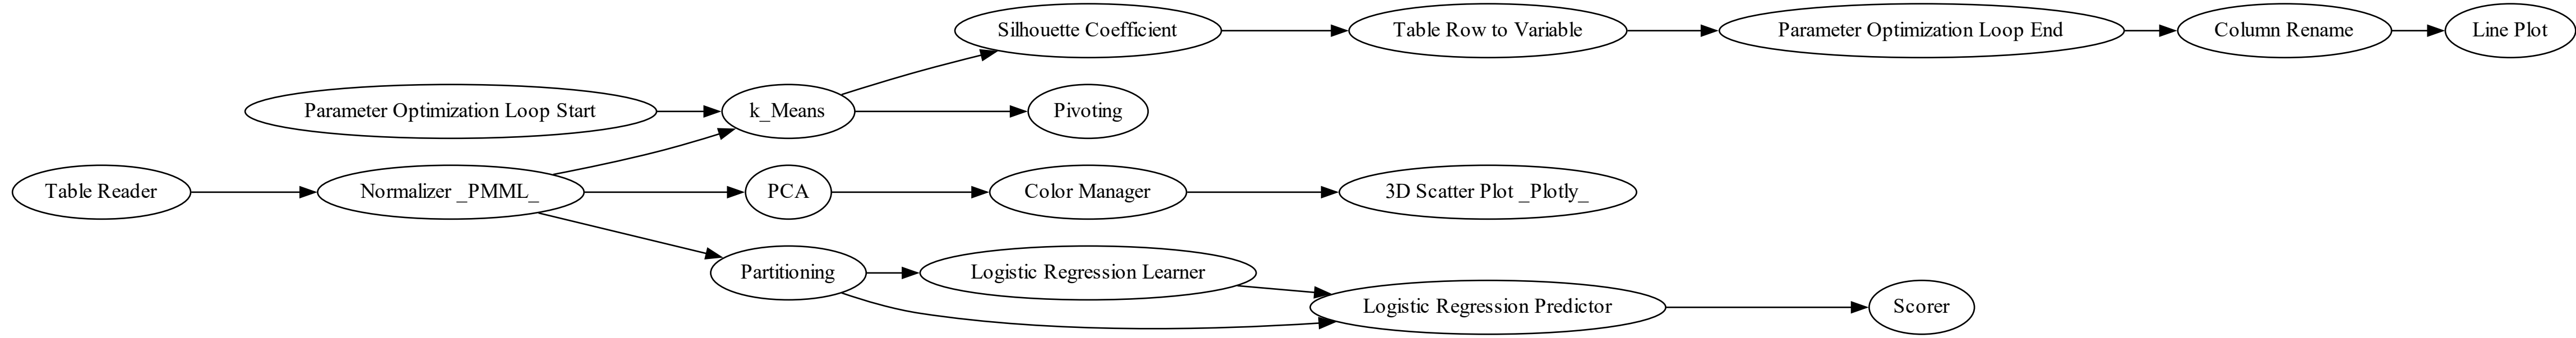 Silhouette Coefficient
Table Row to Variable
Parameter Optimization Loop End
Column Rename
Line Plot
Parameter Optimization Loop Start
k_Means
Pivoting
Table Reader
Normalizer _PMML_
PCA
Color Manager
3D Scatter Plot _Plotly_
Partitioning
Logistic Regression Learner
Logistic Regression Predictor
Scorer